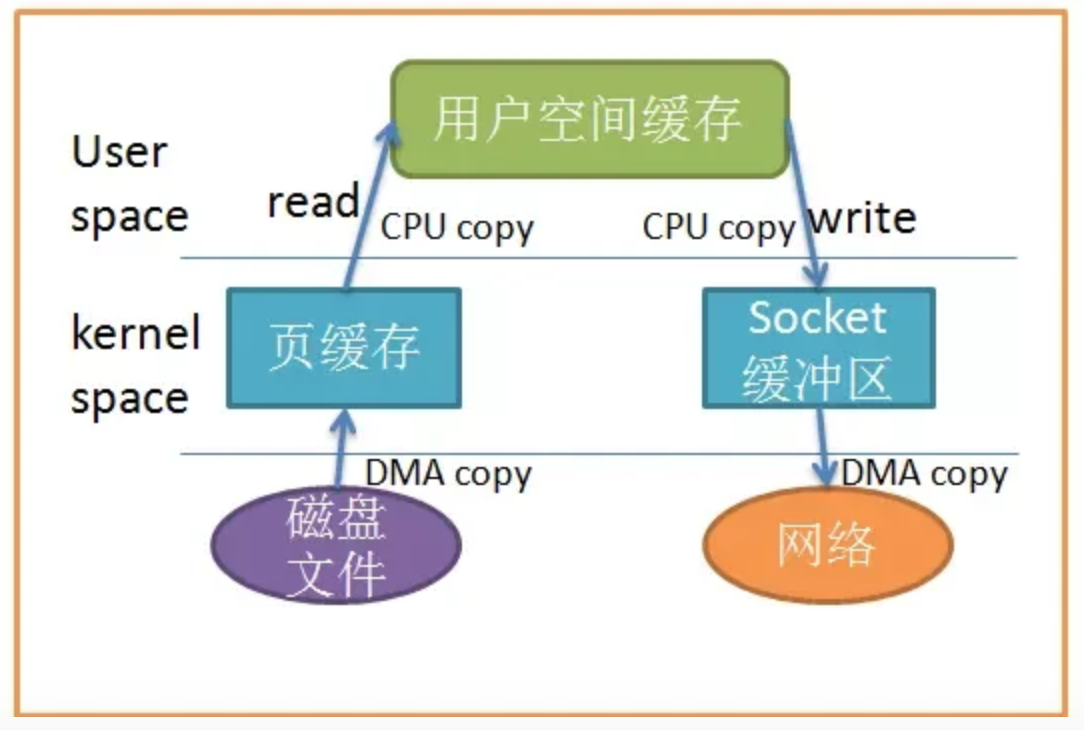 用户空间缓存
User
space
read
CPU copy
CPU copy
write
kernel
space
页缓存
Socket
缓冲区
DMA copy
DMA copy
磁盘
文件
网络